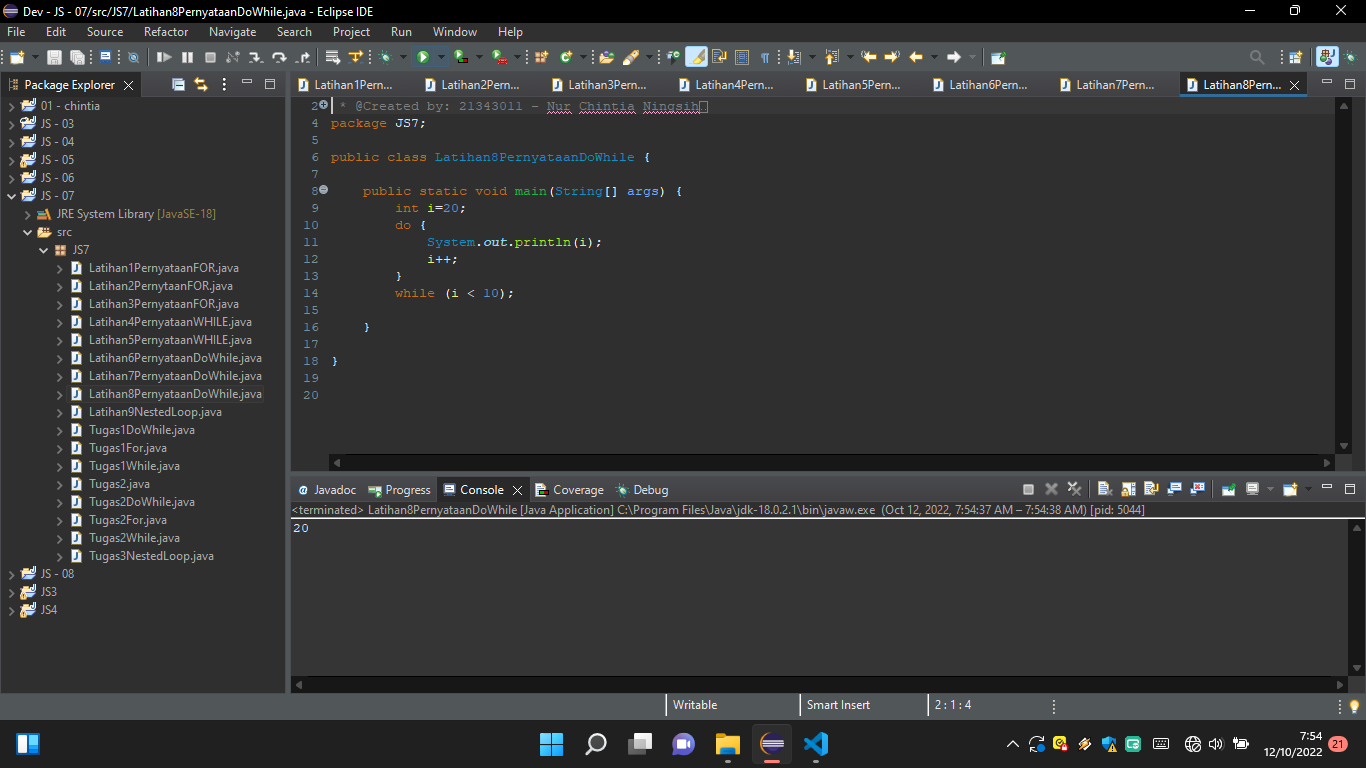 Dev - JS - 07/src/JS7/Latihan8PernyataanDoWhile.java - Eclipse IDE
File Edit Source Refactor Navigate Search Project Run Window Help
Package Explorer
Latihan1Pern... Latihan2Pern... Latihan3Pern... Latihan4Pern... Latihan5Pern... Latihan6Pern... Latihan7Pern... Latihan8Pern...
01 - chintia
JS - 03
JS - 04
JS - 05
JS - 06
JS - 07
JRE System Library [JavaSE-18]
src
JS7
Latihan1PernyataanFOR.java
Latihan2PernytaanFOR.java
Latihan3PernyataanFOR.java
Latihan4PernyataanWHILE.java
Latihan5PernyataanWHILE.java
Latihan6PernyataanDoWhile.java
Latihan7PernyataanDoWhile.java
Latihan8PernyataanDoWhile.java
Latihan9NestedLoop.java
Tugas1DoWhile.java
Tugas1For.java
Tugas1While.java
Tugas2.java
Tugas2DoWhile.java
Tugas2For.java
Tugas2While.java
Tugas3NestedLoop.java
JS - 08
JS3
JS4
2 * @Created by: 21343011 - Nur Chintia Ningsih
4 package JS7;
5
6 public class Latihan8PernyataanDoWhile {
7
8 public static void main(String[] args) {
9 int i=20;
10 do {
11 System.out.println(i);
12 i++;
13 }
14 while (i < 10);
15
16 }
17
18 }
19
20
Javadoc Progress Console Coverage Debug
<terminated> Latihan8PernyataanDoWhile [Java Application] C:\Program Files\Java\jdk-18.0.2.1\bin\javaw.exe (Oct 12, 2022, 7:54:37 AM – 7:54:38 AM) [pid: 5044]
20
Writable Smart Insert 2 : 1 : 4
7:54
12/10/2022 21